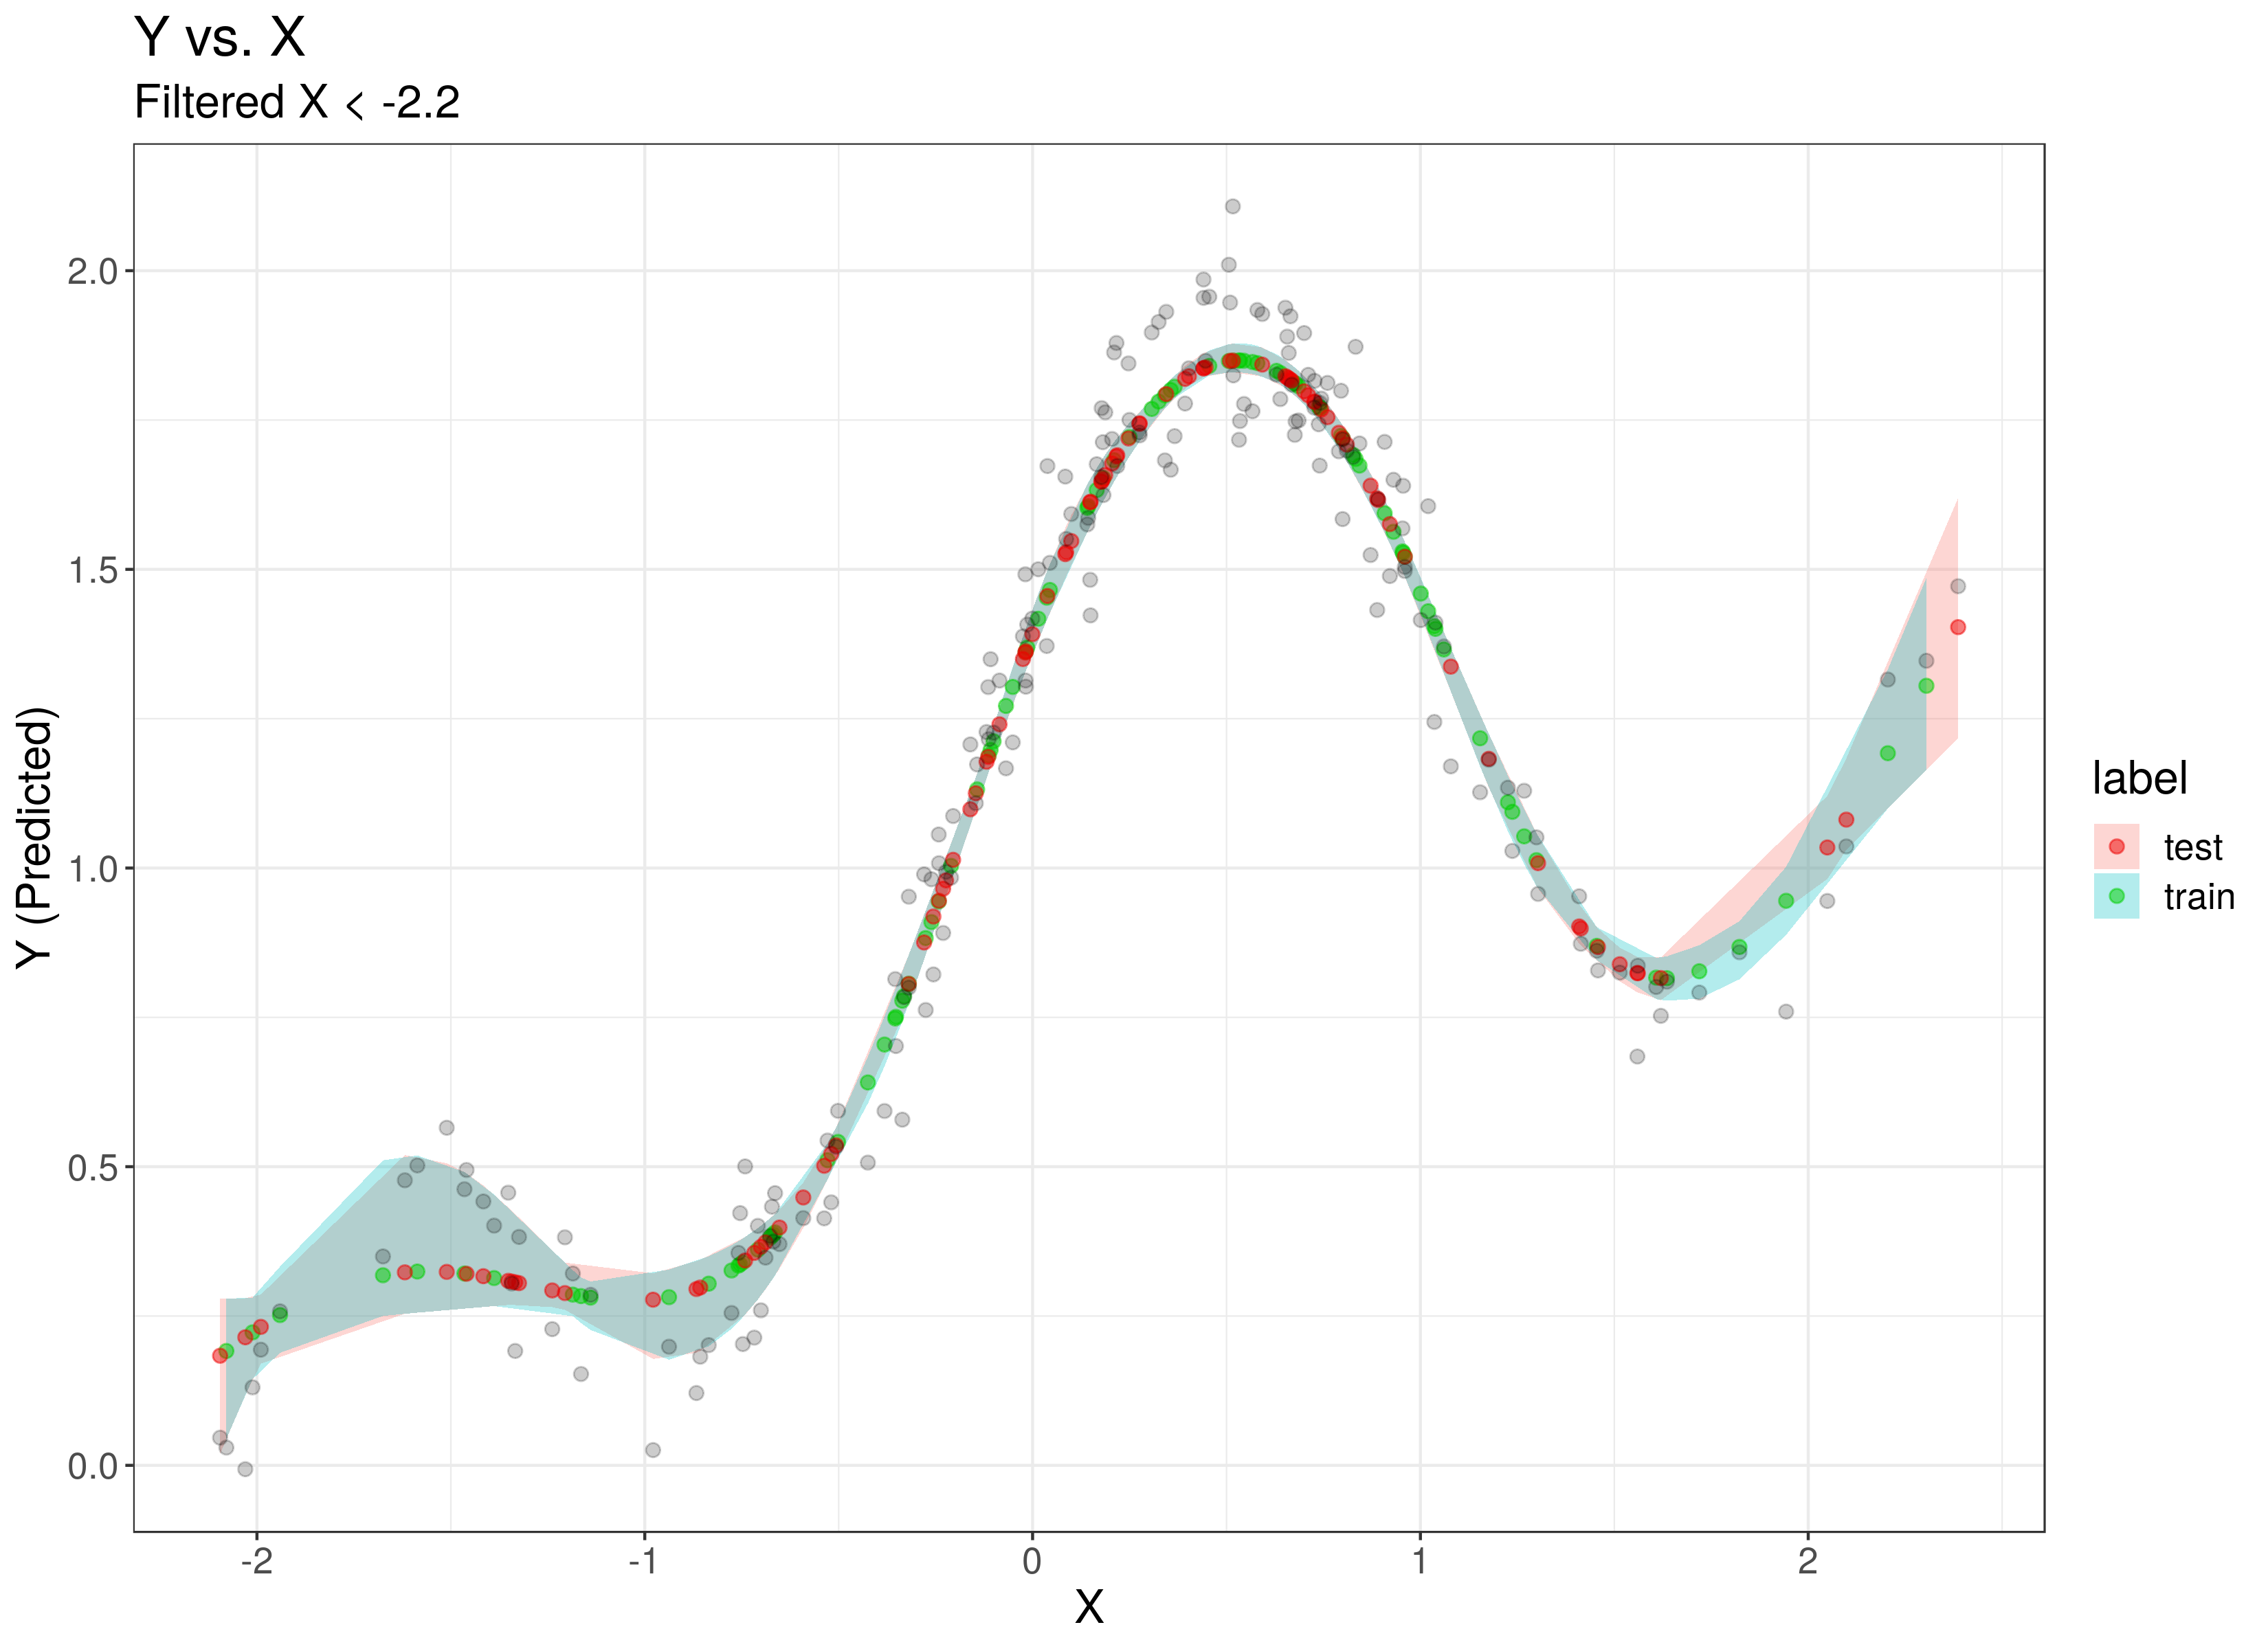 Y vs. X
Filtered X < -2.2
Y (Predicted)
2.0
1.5
1.0
0.5
0.0
-2
-1
0
1
2
X
label
test
train